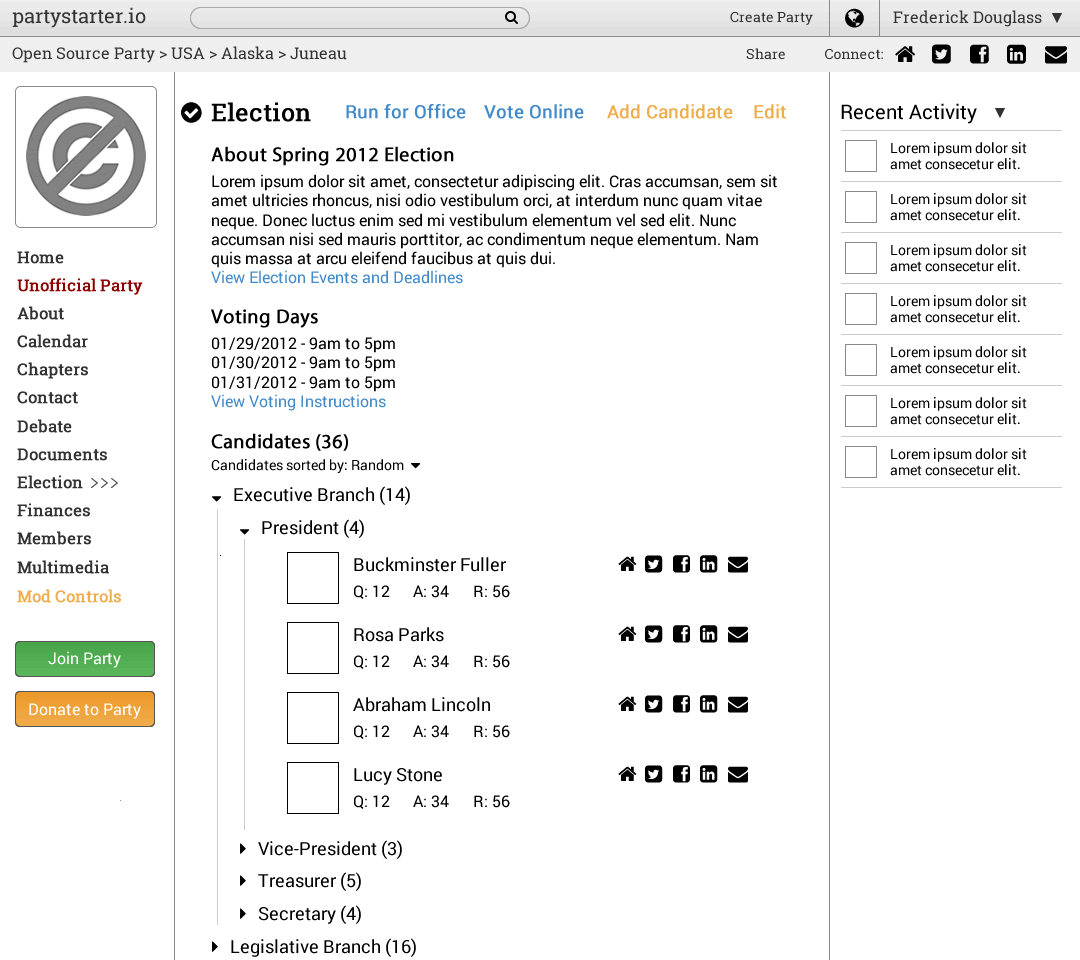 partystarter.io
Create Party
Frederick Douglass ▼
Open Source Party > USA > Alaska > Juneau
Share
Connect:
Home
Unofficial Party
About
Calendar
Chapters
Contact
Debate
Documents
Election >>>
Finances
Members
Multimedia
Mod Controls
Join Party
Donate to Party
Election
Run for Office
Vote Online
Add Candidate
Edit
About Spring 2012 Election
Lorem ipsum dolor sit amet, consectetur adipiscing elit. Cras accumsan, sem sit
amet ultricies rhoncus, nisi odio vestibulum orci, at interdum nunc quam vitae
neque. Donec luctus enim sed mi vestibulum elementum vel sed elit. Nunc
accumsan nisi sed mauris porttitor, ac condimentum neque elementum. Nam
quis massa at arcu eleifend faucibus at quis dui.
View Election Events and Deadlines
Voting Days
01/29/2012 - 9am to 5pm
01/30/2012 - 9am to 5pm
01/31/2012 - 9am to 5pm
View Voting Instructions
Candidates (36)
Candidates sorted by: Random
Executive Branch (14)
President (4)
Buckminster Fuller
Q: 12 A: 34 R: 56
Rosa Parks
Q: 12 A: 34 R: 56
Abraham Lincoln
Q: 12 A: 34 R: 56
Lucy Stone
Q: 12 A: 34 R: 56
Vice-President (3)
Treasurer (5)
Secretary (4)
Legislative Branch (16)
Recent Activity ▼
Lorem ipsum dolor sit
amet consecetur elit.
Lorem ipsum dolor sit
amet consecetur elit.
Lorem ipsum dolor sit
amet consecetur elit.
Lorem ipsum dolor sit
amet consecetur elit.
Lorem ipsum dolor sit
amet consecetur elit.
Lorem ipsum dolor sit
amet consecetur elit.
Lorem ipsum dolor sit
amet consecetur elit.